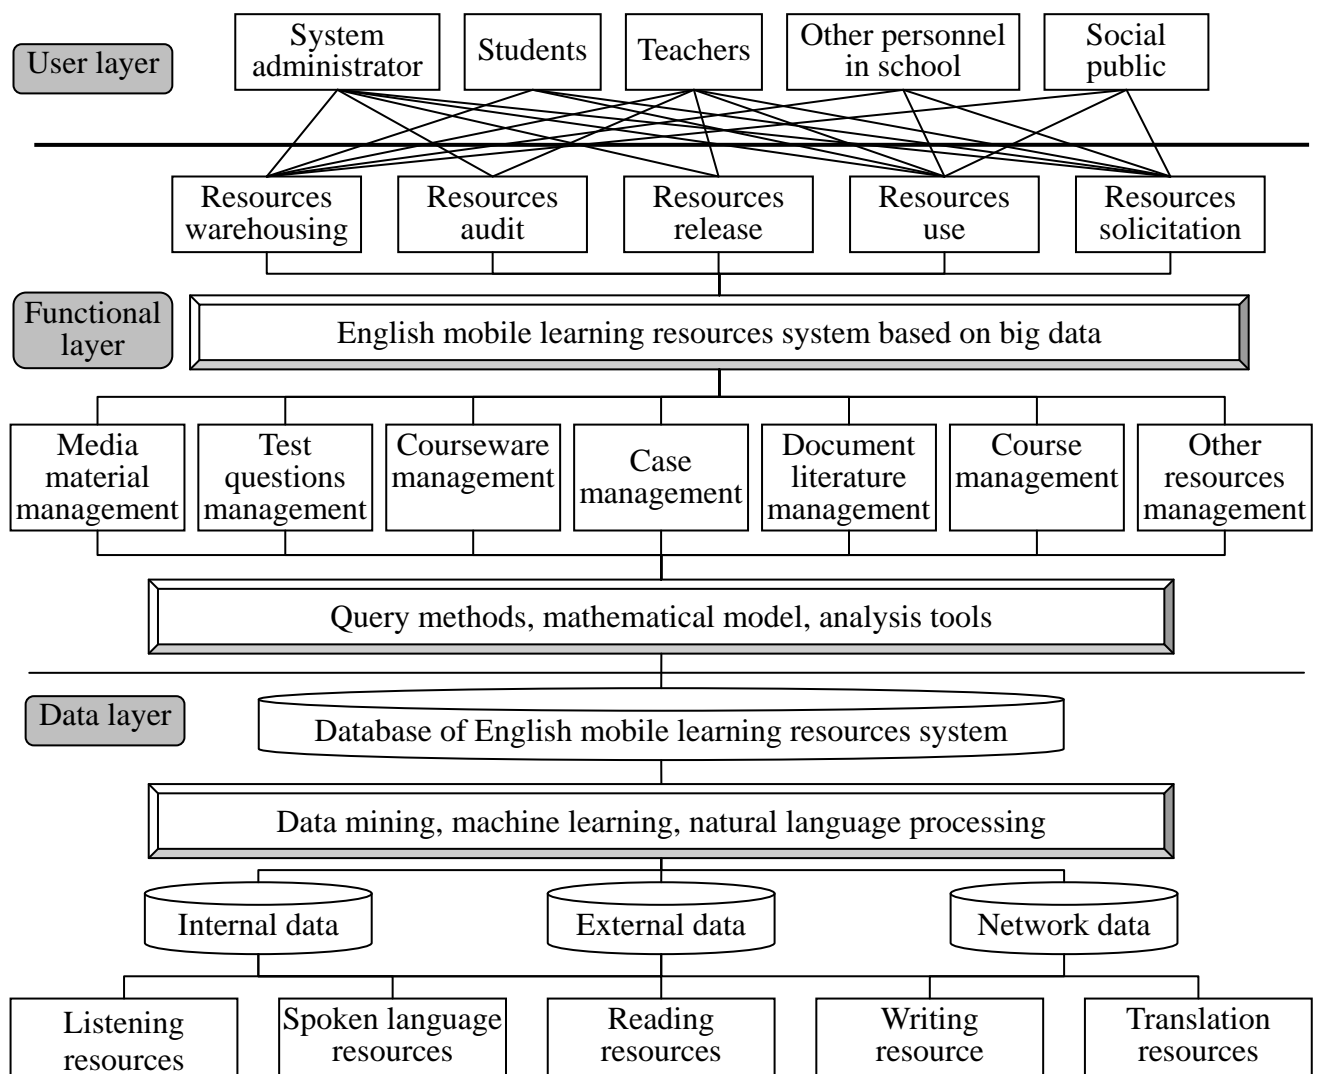 User layer
System
administrator
Students
Teachers
Other personnel
in school
Social
public
Resources
warehousing
Resources
audit
Resources
release
Resources
use
Resources
solicitation
Functional
layer
English mobile learning resources system based on big data
Media
material
management
Test
questions
management
Courseware
management
Case
management
Document
literature
management
Course
management
Other
resources
management
Query methods, mathematical model, analysis tools
Data layer
Database of English mobile learning resources system
Data mining, machine learning, natural language processing
Internal data
External data
Network data
Listening
resources
Spoken language
resources
Reading
resources
Writing
resource
Translation
resources